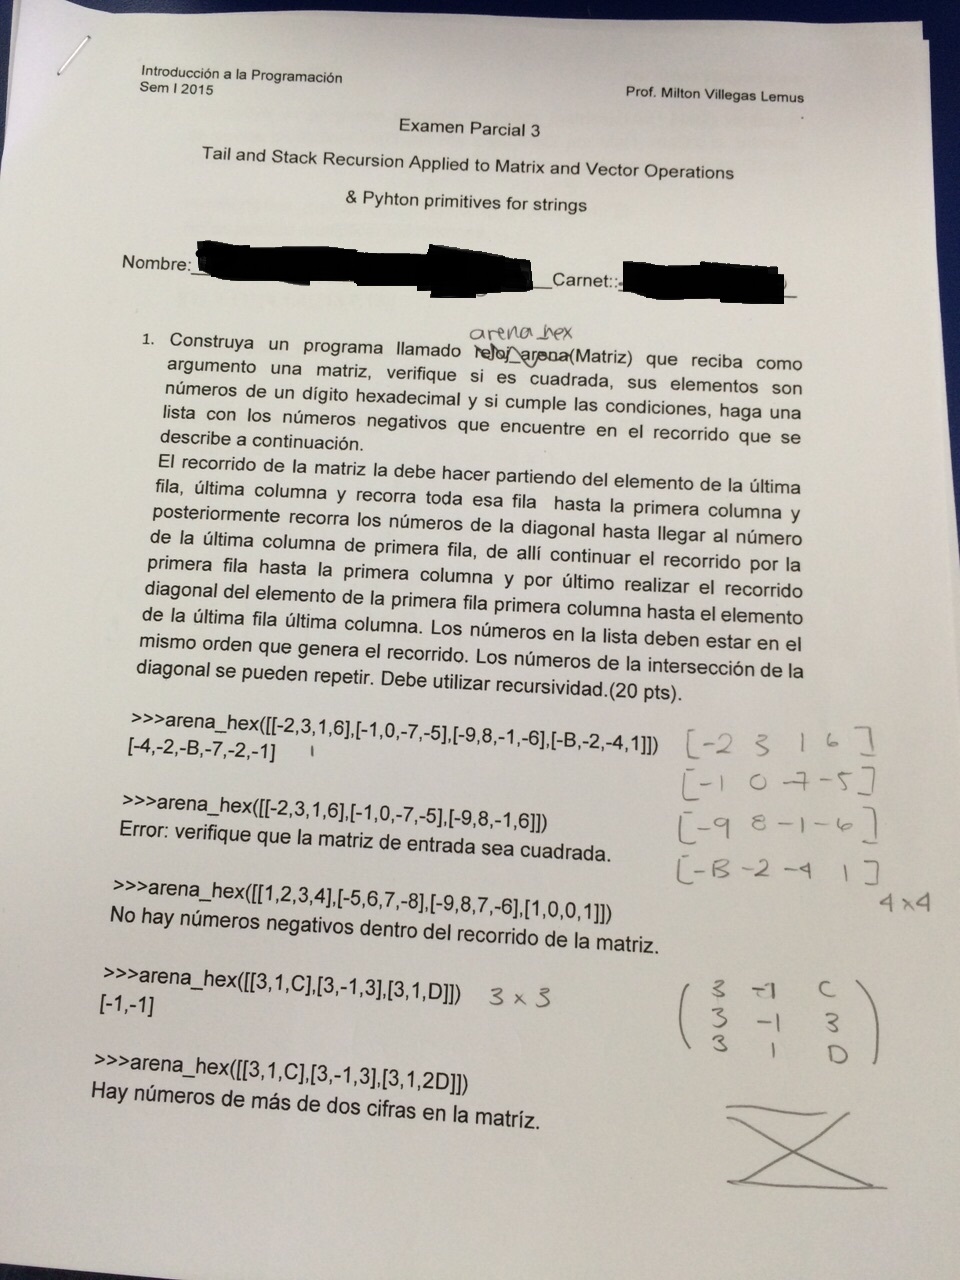 Introducción a la Programación
Sem I 2015
Prof. Milton Villegas Lemus
Examen Parcial 3
Tail and Stack Recursion Applied to Matrix and Vector Operations
& Pyhton primitives for strings
Nombre:
Carnet::
arena_hex
1. Construya un programa llamado reloj_arena(Matriz) que reciba como
argumento una matriz, verifique si es cuadrada, sus elementos son
números de un dígito hexadecimal y si cumple las condiciones, haga una
lista con los números negativos que encuentre en el recorrido que se
describe a continuación.
El recorrido de la matriz la debe hacer partiendo del elemento de la última
fila, última columna y recorra toda esa fila hasta la primera columna y
posteriormente recorra los números de la diagonal hasta llegar al número
de la última columna de primera fila, de allí continuar el recorrido por la
primera fila hasta la primera columna y por último realizar el recorrido
diagonal del elemento de la primera fila primera columna hasta el elemento
de la última fila última columna. Los números en la lista deben estar en el
mismo orden que genera el recorrido. Los números de la intersección de la
diagonal se pueden repetir. Debe utilizar recursividad.(20 pts).
>>>arena_hex([[-2,3,1,6],[-1,0,-7,-5],[-9,8,-1,-6],[-B,-2,-4,1]])
[-4,-2,-B,-7,-2,-1]
[-2 3 1 6]
[-1 0 -7 -5]
[-9 8 -1 -6]
[-B -2 -4 1]
4x4
>>>arena_hex([[-2,3,1,6],[-1,0,-7,-5],[-9,8,-1,6]])
Error: verifique que la matriz de entrada sea cuadrada.
>>>arena_hex([[1,2,3,4],[-5,6,7,-8],[-9,8,7,-6],[1,0,0,1]])
No hay números negativos dentro del recorrido de la matriz.
>>>arena_hex([[3,1,C],[3,-1,3],[3,1,D]]) 3 x 3
[-1,-1]
3 -1 C
3 -1 3
3 1 D
>>>arena_hex([[3,1,C],[3,-1,3],[3,1,2D]])
Hay números de más de dos cifras en la matríz.